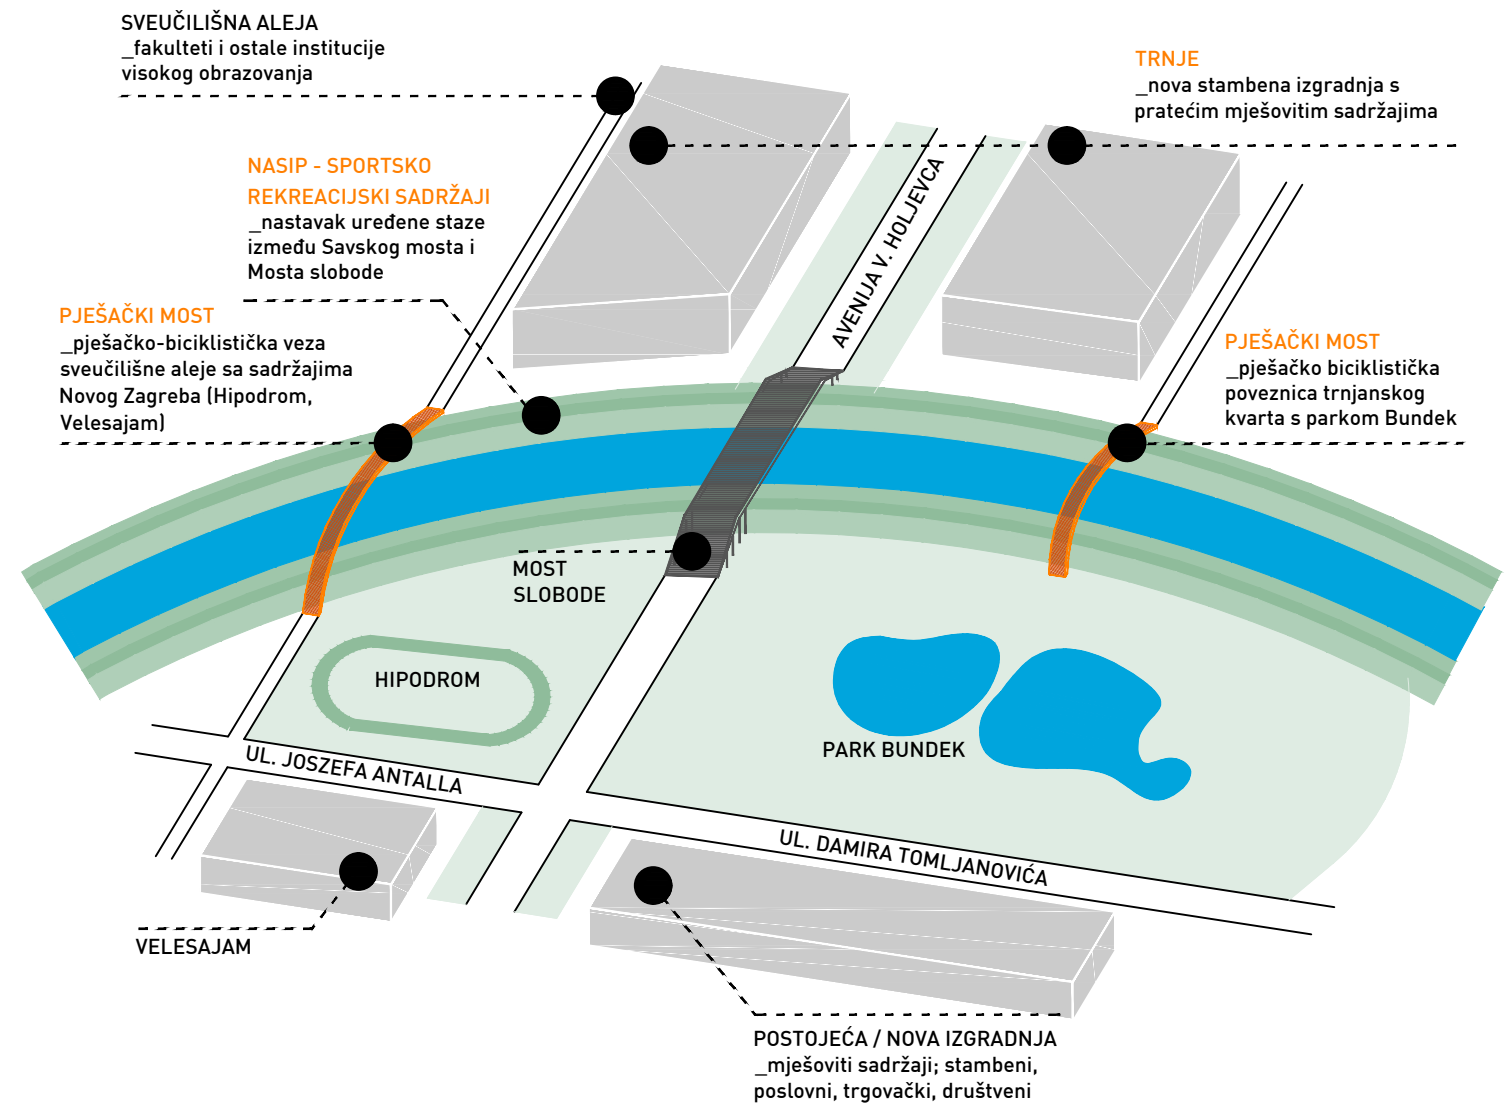 SVEUČILIŠNA ALEJA
_fakulteti i ostale institucije
visokog obrazovanja
TRNJE
_nova stambena izgradnja s
pratećim mješovitim sadržajima
NASIP - SPORTSKO
REKREACIJSKI SADRŽAJI
_nastavak uređene staze
između Savskog mosta i
Mosta slobode
AVENIJA V. HOLJEVCA
PJEŠAČKI MOST
_pješačko-biciklistička veza
sveučilišne aleje sa sadržajima
Novog Zagreba (Hipodrom,
Velesajam)
PJEŠAČKI MOST
_pješačko biciklistička
poveznica trnjanskog
kvarta s parkom Bundek
MOST
SLOBODE
HIPODROM
PARK BUNDEK
UL. JOSZEFA ANTALLA
UL. DAMIRA TOMLJANOVIĆA
VELESAJAM
POSTOJEĆA / NOVA IZGRADNJA
_mješoviti sadržaji; stambeni,
poslovni, trgovački, društveni